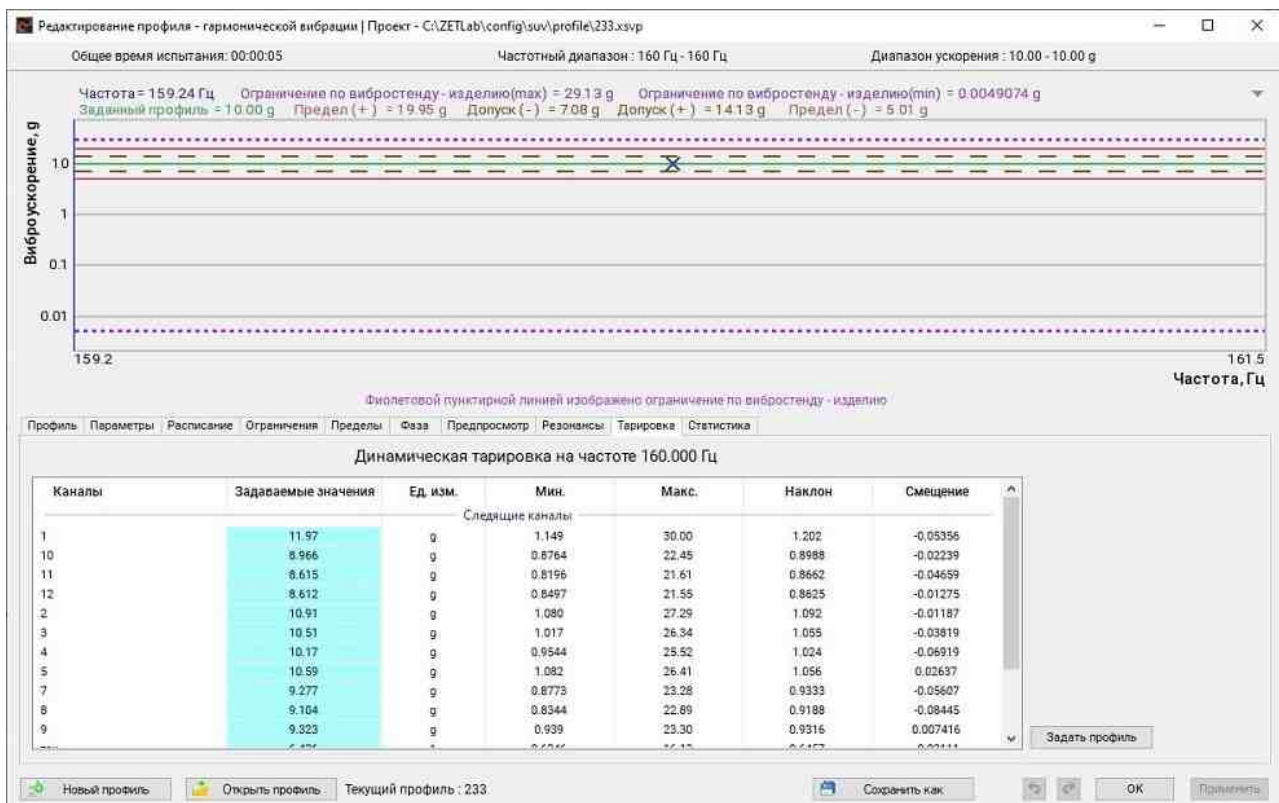 Редактирование профиля - гармонической вибрации | Проект - C:\ZETLab\config\suv\profile\233.xsvp
Общее время испытания: 00:00:05 Частотный диапазон : 160 Гц - 160 Гц Диапазон ускорения : 10.00 - 10.00 g
Частота = 159.24 Гц Ограничение по вибростенду - изделию(max) = 29.13 g Ограничение по вибростенду - изделию(min) = 0.0049074 g
Заданный профиль = 10.00 g Предел ( + ) = 19.95 g Допуск ( - ) = 7.08 g Допуск ( + ) = 14.13 g Предел ( - ) = 5.01 g
Виброускорение, g
10
1
0.1
0.01
159.2 161.5
Частота, Гц
Фиолетовой пунктирной линией изображено ограничение по вибростенду - изделию
Профиль Параметры Расписание Ограничения Пределы Фаза Предпросмотр Резонансы Тарировка Статистика
Динамическая тарировка на частоте 160.000 Гц
Каналы Задаваемые значения Ед. изм. Мин. Макс. Наклон Смещение
Следящие каналы
1 11.97 g 1.149 30.00 1.202 -0.05356
10 8.966 g 0.8764 22.45 0.8988 -0.02239
11 8.615 g 0.8196 21.61 0.8662 -0.04659
12 8.612 g 0.8497 21.55 0.8625 -0.01275
2 10.91 g 1.080 27.29 1.092 -0.01187
3 10.51 g 1.017 26.34 1.055 -0.03819
4 10.17 g 0.9544 25.52 1.024 -0.06919
5 10.59 g 1.082 26.41 1.056 0.02637
7 9.277 g 0.8773 23.28 0.9333 -0.05607
8 9.104 g 0.8344 22.89 0.9188 -0.08445
9 9.323 g 0.939 23.30 0.9316 0.007416
Задать профиль
Новый профиль Открыть профиль Текущий профиль : 233 Сохранить как OK Применить